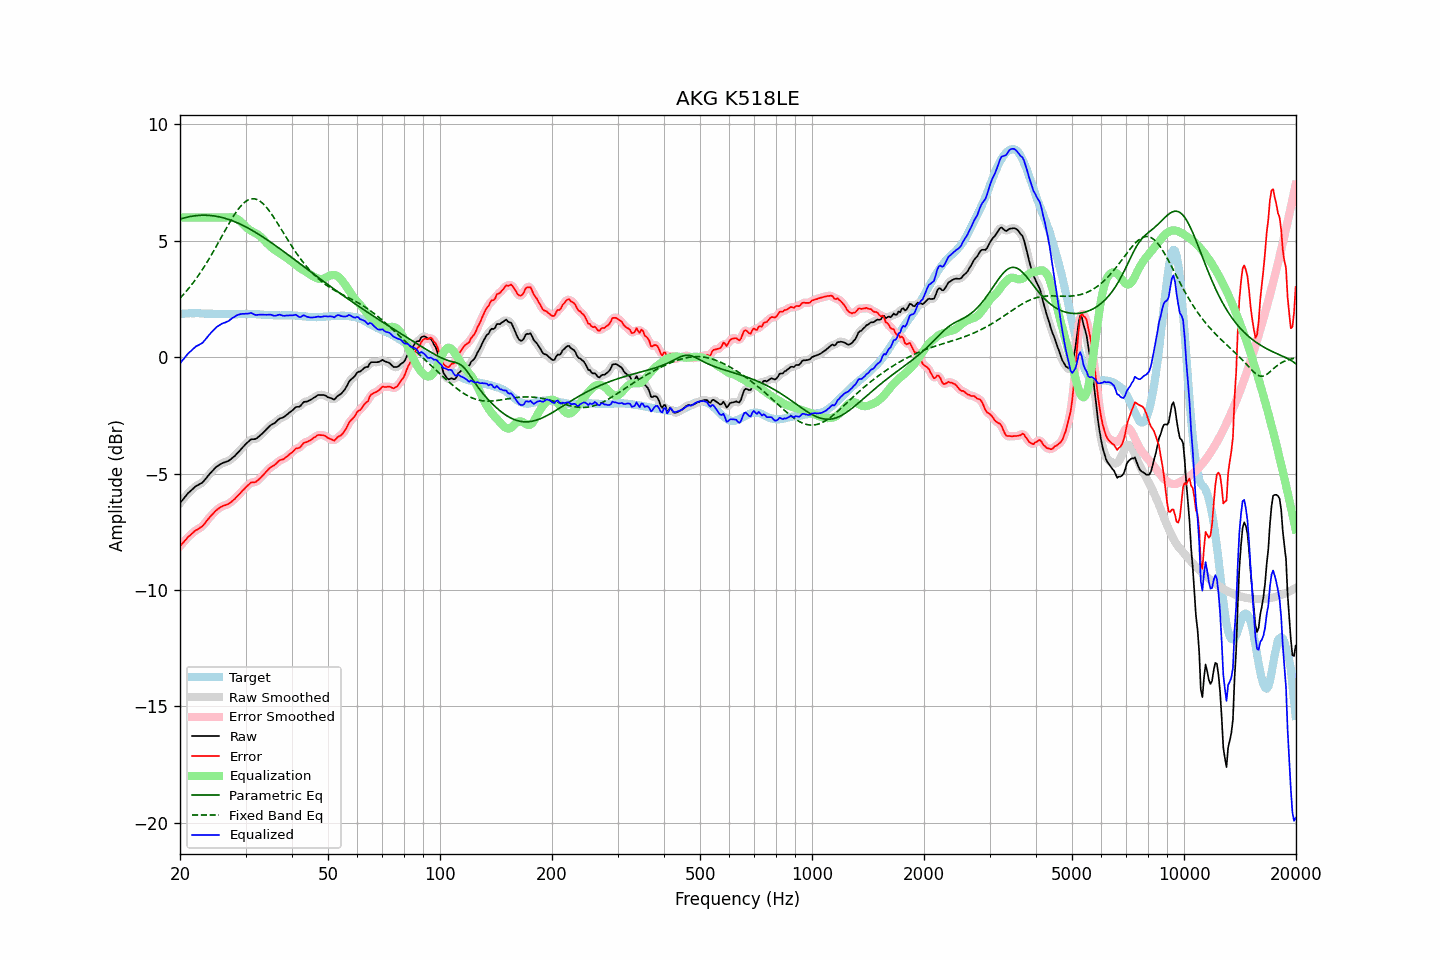 AKG K518LE
Amplitude (dBr)
10
5
0
−5
−10
−15
−20
Target
Raw Smoothed
Error Smoothed
Raw
Error
Equalization
Parametric Eq
Fixed Band Eq
Equalized
20 50 100 200 500 1000 2000 5000 10000 20000
Frequency (Hz)